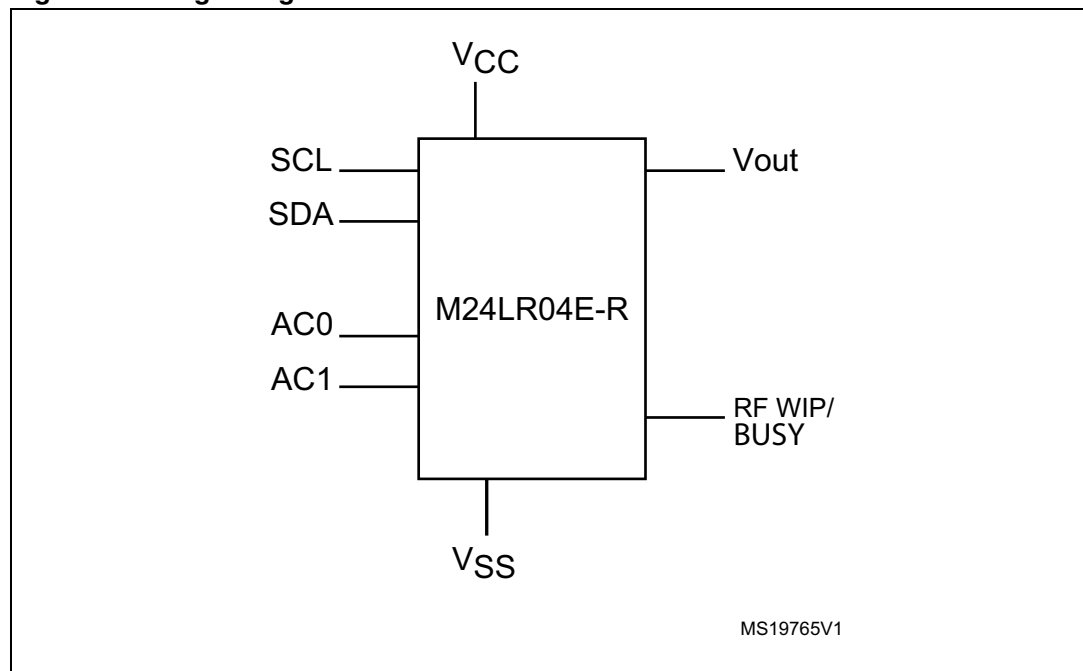 VCC
SCL
SDA
AC0
AC1
M24LR04E-R
Vout
RF WIP/
BUSY
VSS
MS19765V1